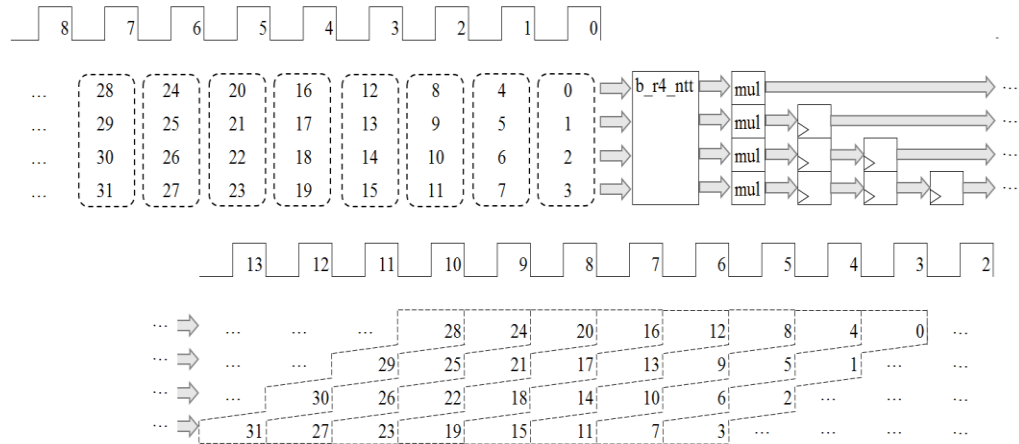 8 7 6 5 4 3 2 1 0
... 28 24 20 16 12 8 4 0 b_r4_ntt mul ...
... 29 25 21 17 13 9 5 1 mul ...
... 30 26 22 18 14 10 6 2 mul ...
... 31 27 23 19 15 11 7 3 mul ...
13 12 11 10 9 8 7 6 5 4 3 2
... ... ... ... 28 24 20 16 12 8 4 0 ...
... ... ... 29 25 21 17 13 9 5 1 ... ...
... ... 30 26 22 18 14 10 6 2 ... ... ...
... 31 27 23 19 15 11 7 3 ... ... ... ...